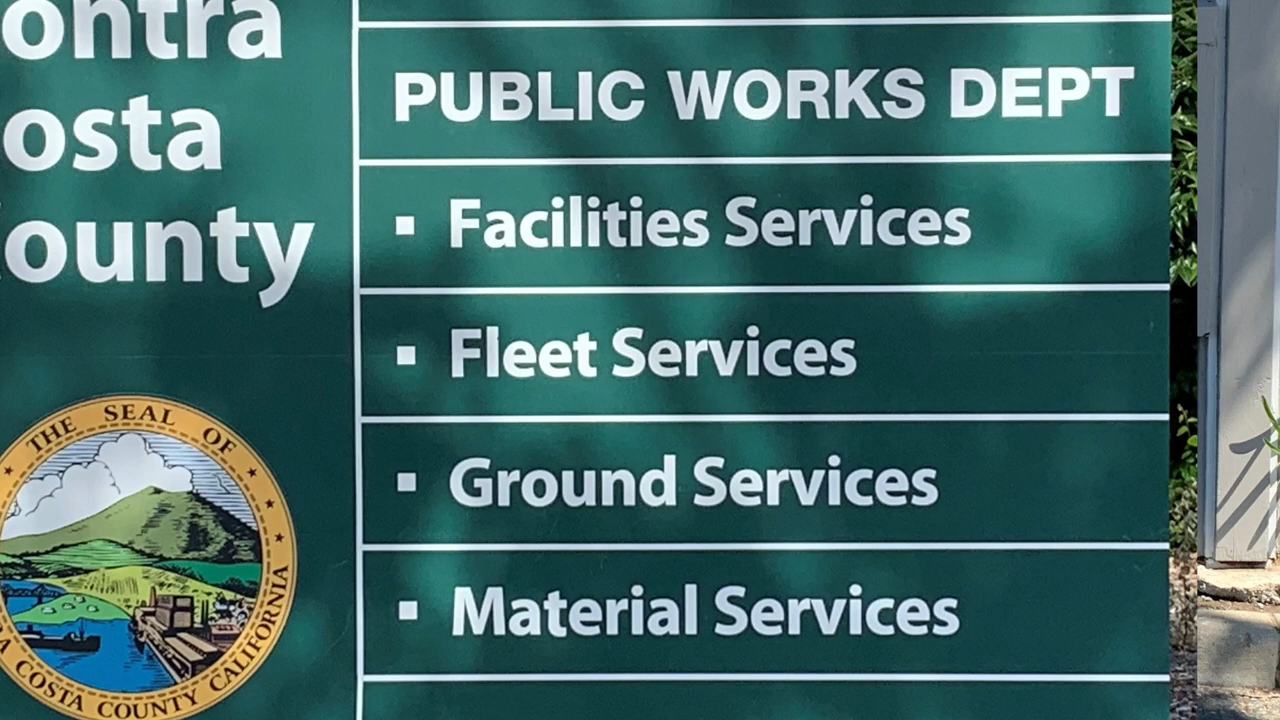 ontra
osta
ounty
PUBLIC WORKS DEPT
▪ Facilities Services
▪ Fleet Services
▪ Ground Services
▪ Material Services
THE SEAL OF
A COSTA COUNTY CALIFORNIA